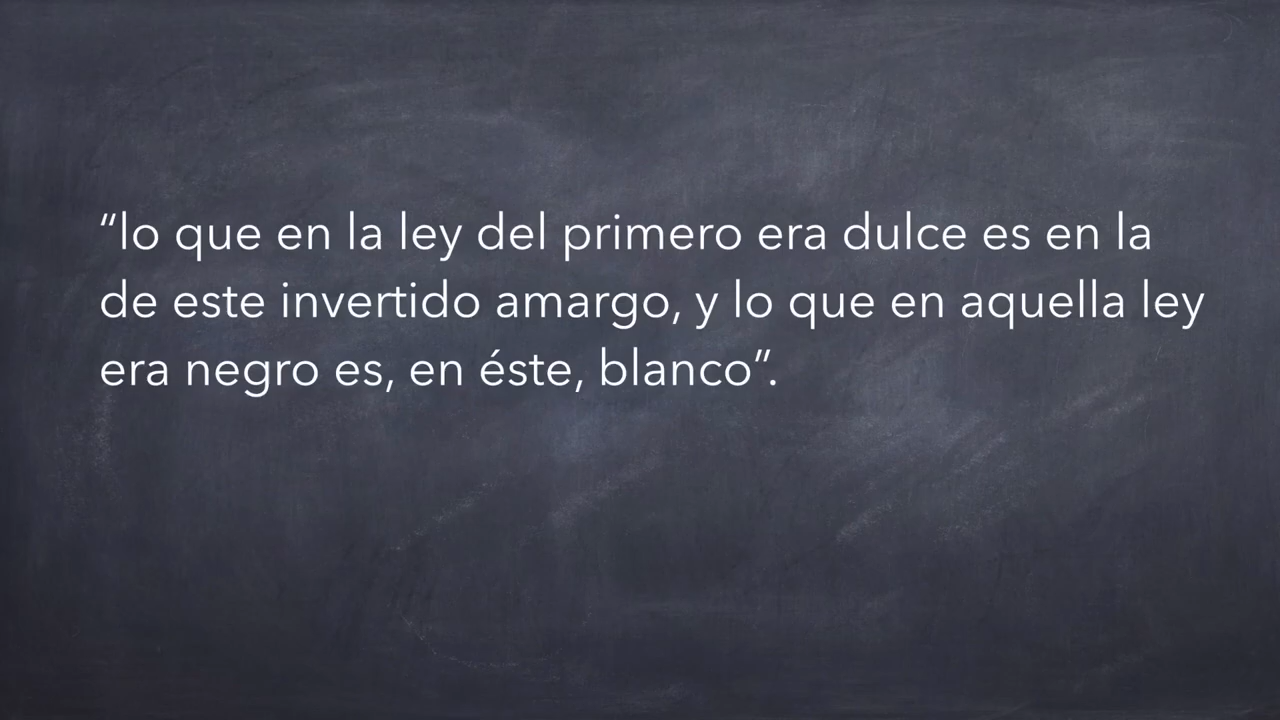 “lo que en la ley del primero era dulce es en la
de este invertido amargo, y lo que en aquella ley
era negro es, en éste, blanco”.